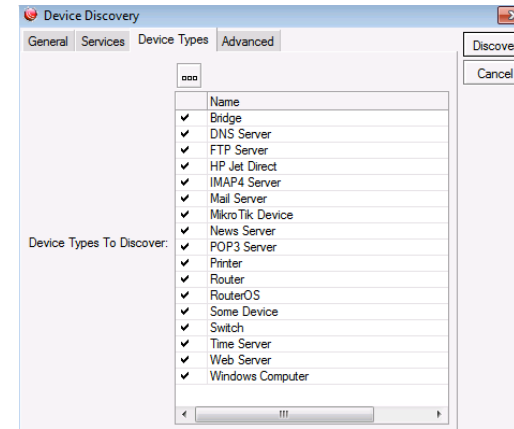 Device Discovery
General Services Device Types Advanced
Discove
Cancel
Name
Bridge
DNS Server
FTP Server
HP Jet Direct
IMAP4 Server
Mail Server
MikroTik Device
News Server
Device Types To Discover:
POP3 Server
Printer
Router
RouterOS
Some Device
Switch
Time Server
Web Server
Windows Computer